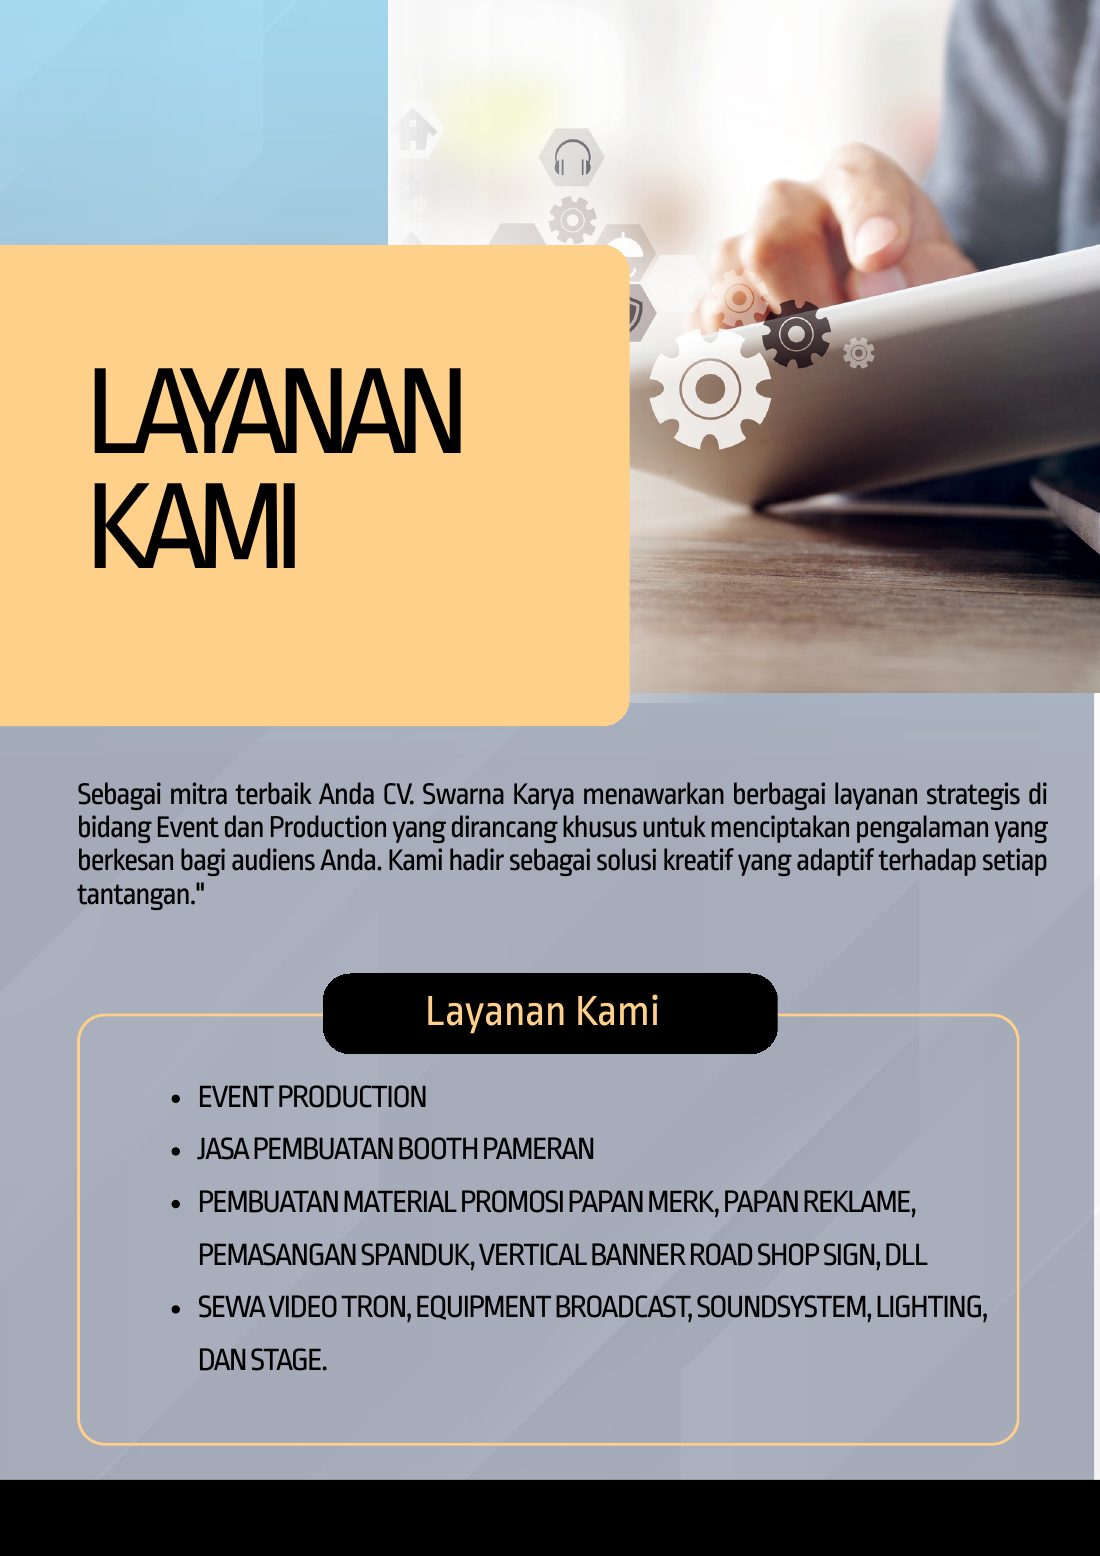 LAYANAN
KAMI
Sebagai mitra terbaik Anda CV. Swarna Karya menawarkan berbagai layanan strategis di
bidang Event dan Production yang dirancang khusus untuk menciptakan pengalaman yang
berkesan bagi audiens Anda. Kami hadir sebagai solusi kreatif yang adaptif terhadap setiap
tantangan."
Layanan Kami
• EVENT PRODUCTION
• JASA PEMBUATAN BOOTH PAMERAN
• PEMBUATAN MATERIAL PROMOSI PAPAN MERK, PAPAN REKLAME,
PEMASANGAN SPANDUK, VERTICAL BANNER ROAD SHOP SIGN, DLL
• SEWA VIDEO TRON, EQUIPMENT BROADCAST, SOUNDSYSTEM, LIGHTING,
DAN STAGE.